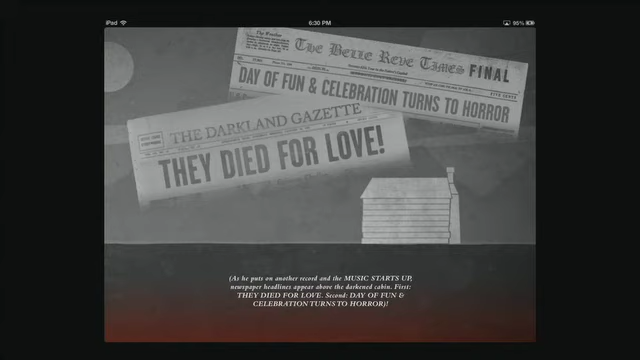 iPad
6:30 PM
95%
The Belle Reve Times FINAL
DAY OF FUN & CELEBRATION TURNS TO HORROR
THE DARKLAND GAZETTE
THEY DIED FOR LOVE!
(As he puts on another record and the MUSIC STARTS UP,
newspaper headlines appear above the darkened cabin. First:
THEY DIED FOR LOVE. Second: DAY OF FUN &
CELEBRATION TURNS TO HORROR)!